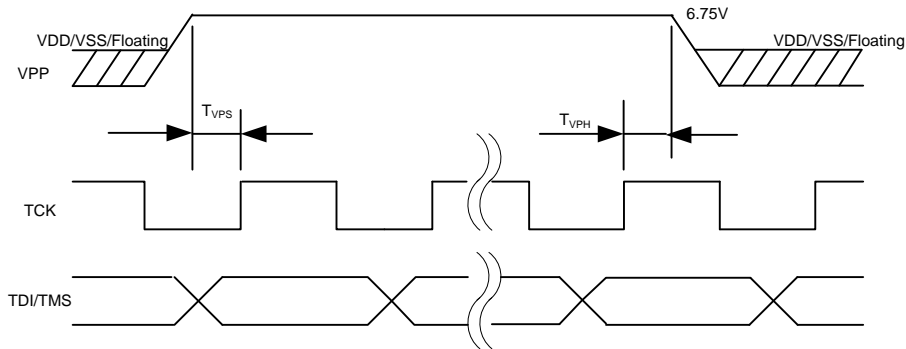 6.75V
VDD/VSS/Floating
VDD/VSS/Floating
VPP
TVPS
TVPH
TCK
TDI/TMS